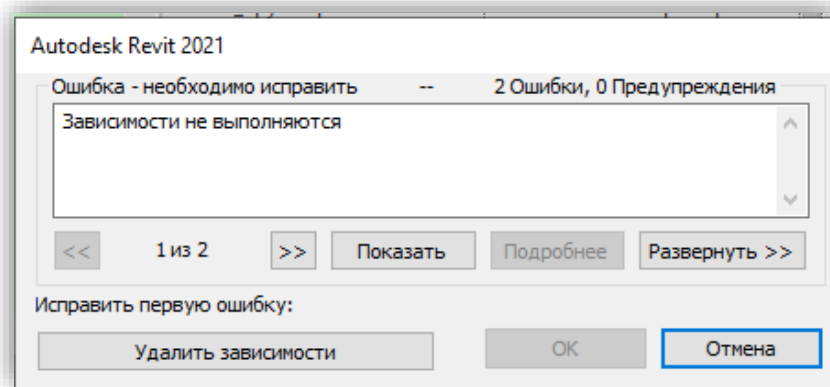 Autodesk Revit 2021
Ошибка - необходимо исправить -- 2 Ошибки, 0 Предупреждения
Зависимости не выполняются
<< 1 из 2 >> Показать Подробнее Развернуть >>
Исправить первую ошибку:
Удалить зависимости OK Отмена